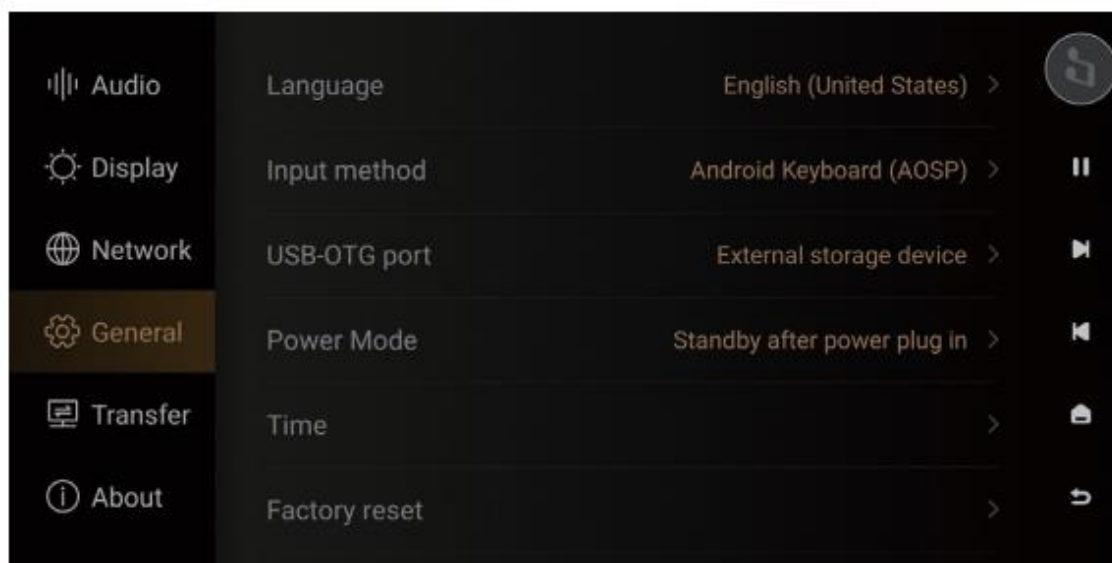 Audio
Display
Network
General
Transfer
About
Language English (United States)
Input method Android Keyboard (AOSP)
USB-OTG port External storage device
Power Mode Standby after power plug in
Time
Factory reset